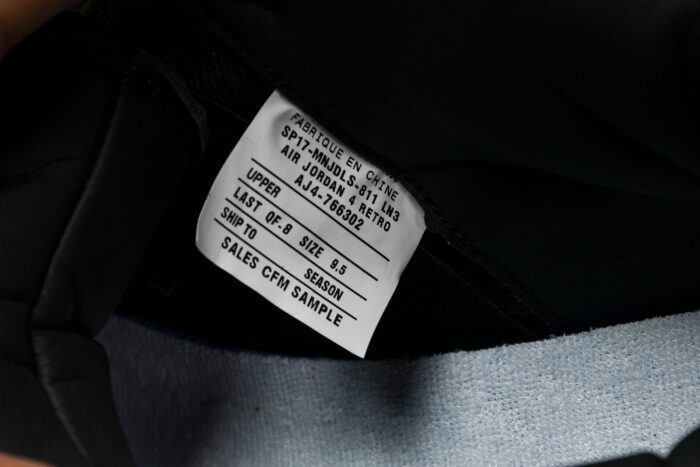 FABRIQUE EN CHINE
SP17-MNJDLS-811 LN3
AIR JORDAN 4 RETRO
AJ4-766302
UPPER
LAST OF-8 SIZE 9.5
SHIP TO SEASON
SALES CFM SAMPLE